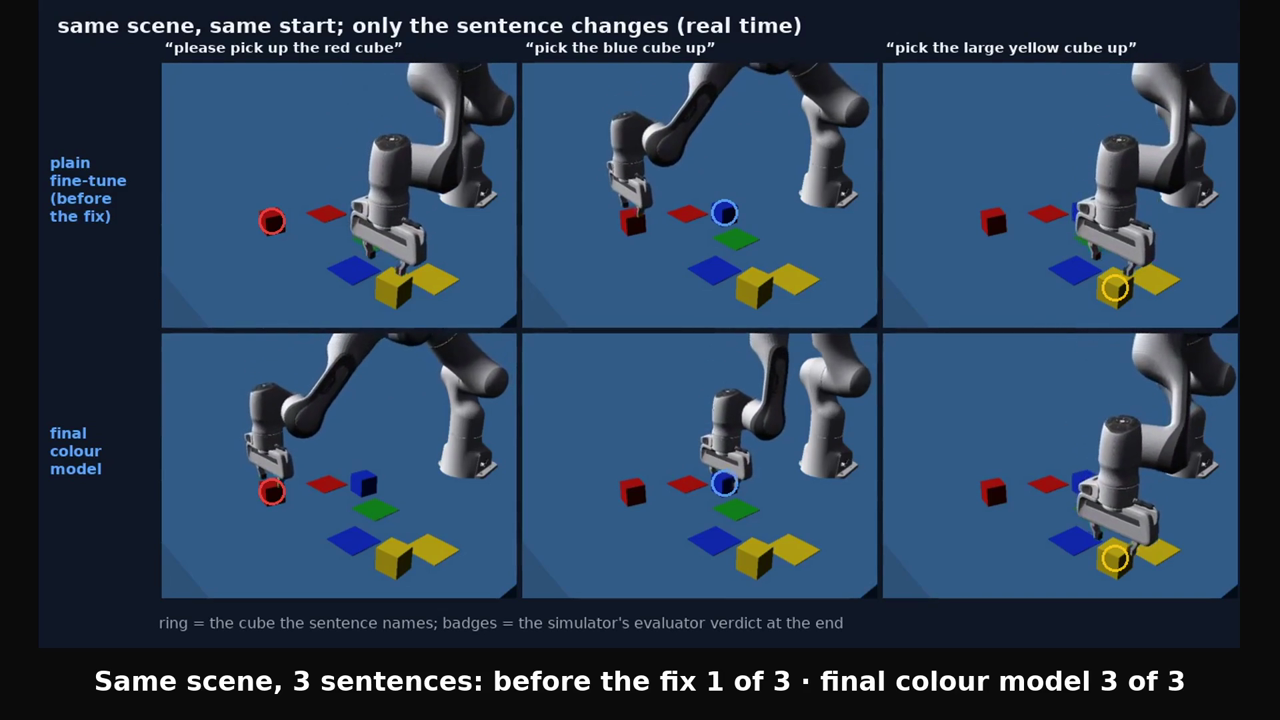 same scene, same start; only the sentence changes (real time)
“please pick up the red cube”
“pick the blue cube up”
“pick the large yellow cube up”
plain
fine-tune
(before
the fix)
final
colour
model
ring = the cube the sentence names; badges = the simulator's evaluator verdict at the end
Same scene, 3 sentences: before the fix 1 of 3 · final colour model 3 of 3